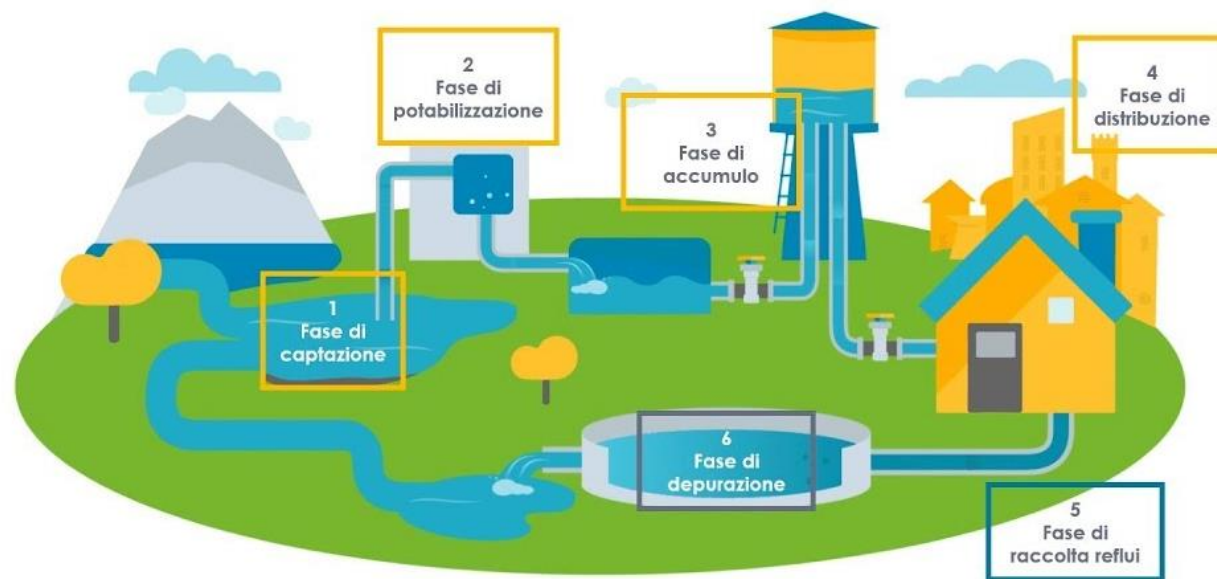 1
Fase di
captazione
2
Fase di
potabilizzazione
3
Fase di
accumulo
4
Fase di
distribuzione
5
Fase di
raccolta reflui
6
Fase di
depurazione